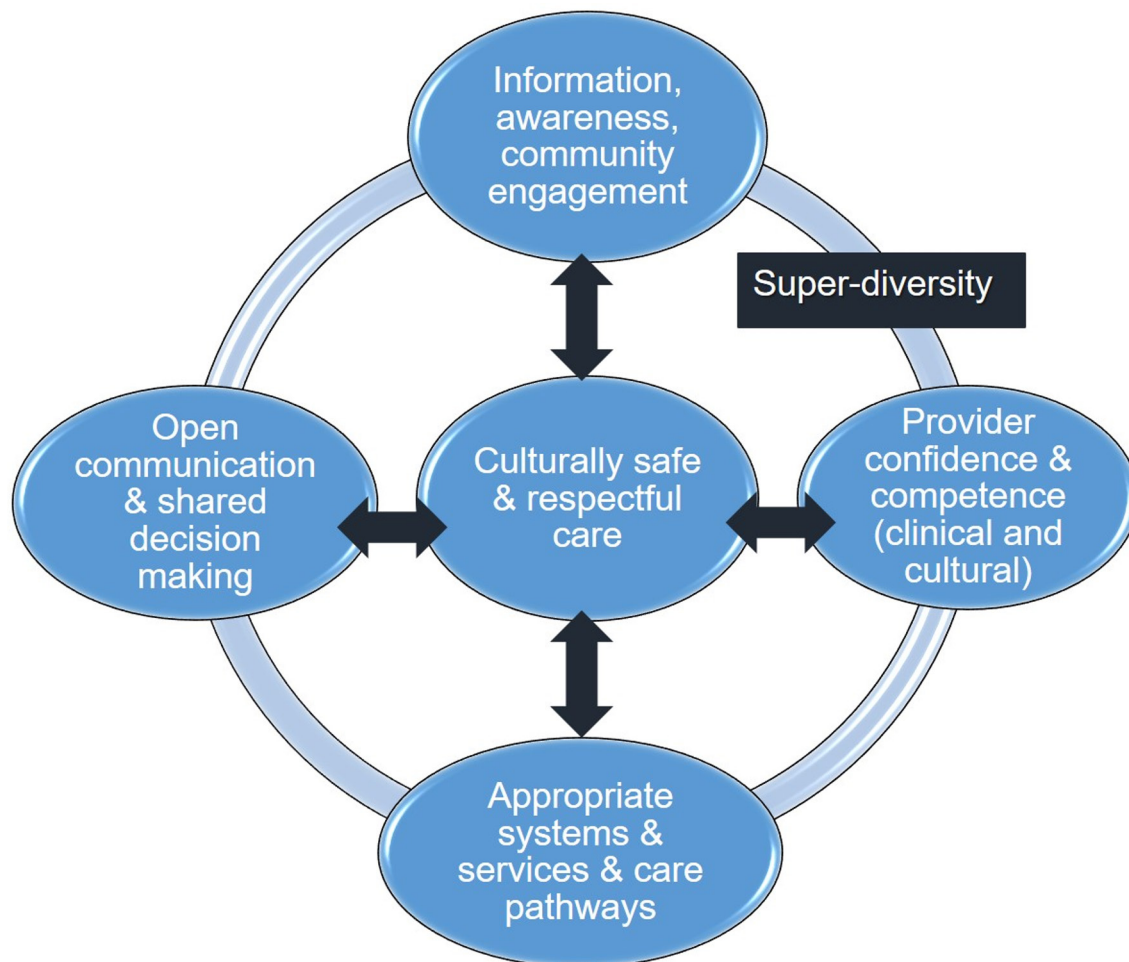 Information,
awareness,
community
engagement
Super-diversity
Open
communication
& shared
decision
making
Culturally safe
& respectful
care
Provider
confidence &
competence
(clinical and
cultural)
Appropriate
systems &
services & care
pathways